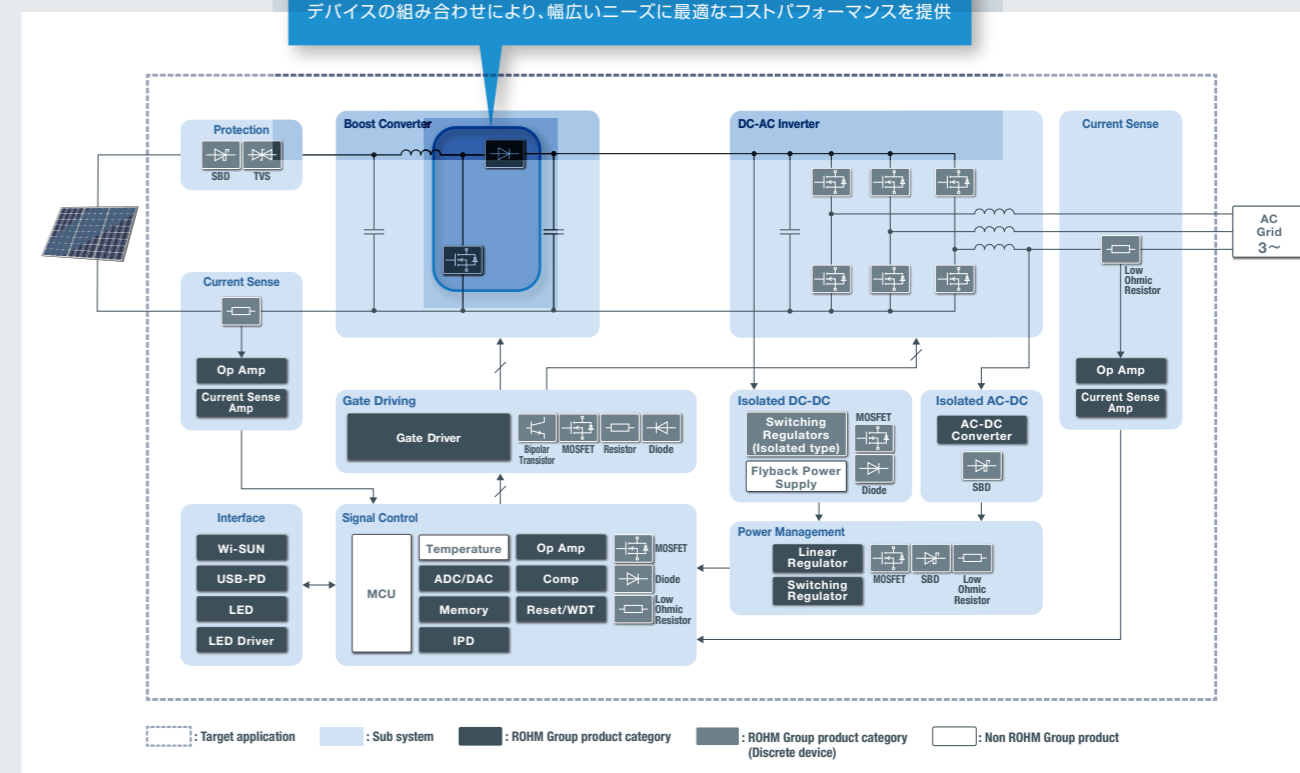 デバイスの組み合わせにより、幅広いニーズに最適なコストパフォーマンスを提供
Protection
SBD
TVS
Boost Converter
DC-AC Inverter
Current Sense
AC
Grid
3～
Low
Ohmic
Resistor
Current Sense
Op Amp
Current Sense
Amp
Op Amp
Current Sense
Amp
Gate Driving
Gate Driver
Bipolar
Transistor
MOSFET
Resistor
Diode
Isolated DC-DC
Switching
Regulators
(Isolated type)
Flyback Power
Supply
MOSFET
Diode
Isolated AC-DC
AC-DC
Converter
SBD
Interface
Wi-SUN
USB-PD
LED
LED Driver
Signal Control
MCU
Temperature
ADC/DAC
Memory
IPD
Op Amp
Comp
Reset/WDT
MOSFET
Diode
Low
Ohmic
Resistor
Power Management
Linear
Regulator
Switching
Regulator
MOSFET
SBD
Low
Ohmic
Resistor
: Target application
: Sub system
: ROHM Group product category
: ROHM Group product category
(Discrete device)
: Non ROHM Group product